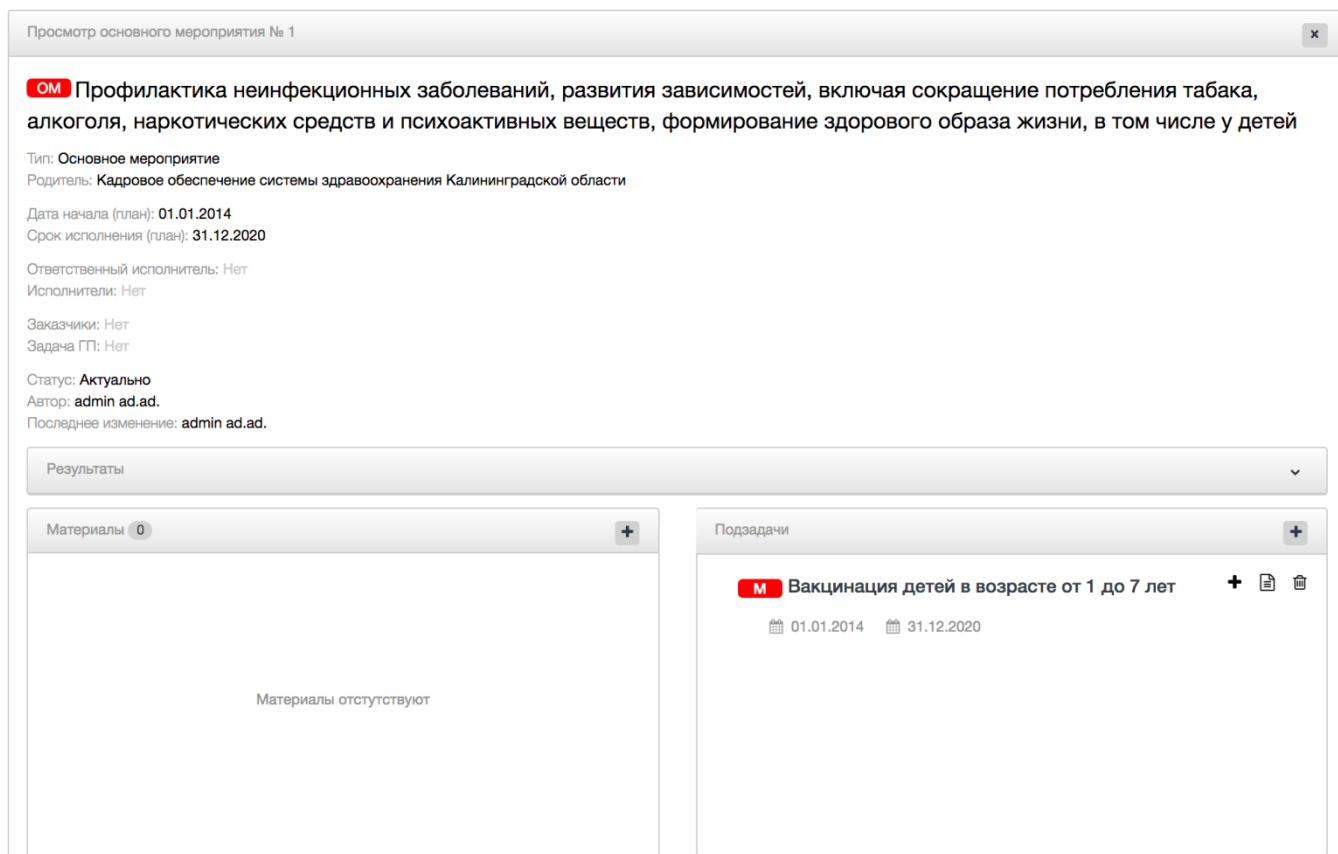 Просмотр основного мероприятия № 1
ОМ Профилактика неинфекционных заболеваний, развития зависимостей, включая сокращение потребления табака,
алкоголя, наркотических средств и психоактивных веществ, формирование здорового образа жизни, в том числе у детей
Тип: Основное мероприятие
Родитель: Кадровое обеспечение системы здравоохранения Калининградской области
Дата начала (план): 01.01.2014
Срок исполнения (план): 31.12.2020
Ответственный исполнитель: Нет
Исполнители: Нет
Заказчики: Нет
Задача ГП: Нет
Статус: Актуально
Автор: admin ad.ad.
Последнее изменение: admin ad.ad.
Результаты
Материалы 0
Материалы отстутствуют
Подзадачи
М Вакцинация детей в возрасте от 1 до 7 лет
01.01.2014 31.12.2020